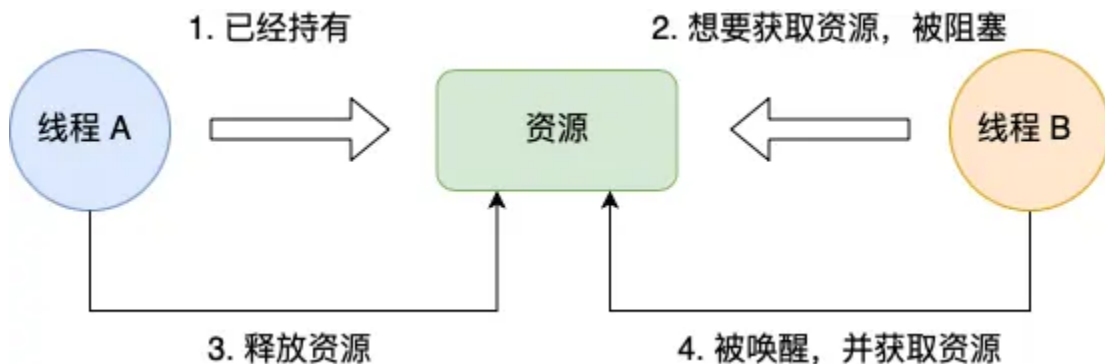 1. 已经持有
2. 想要获取资源，被阻塞
线程 A
资源
线程 B
3. 释放资源
4. 被唤醒，并获取资源